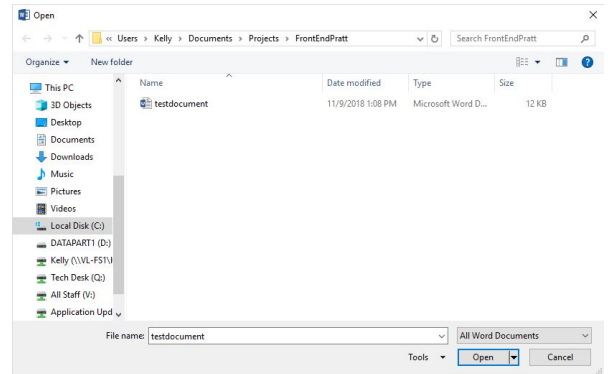 Open
« Users › Kelly › Documents › Projects › FrontEndPratt
Search FrontEndPratt
Organize
New folder
This PC
3D Objects
Desktop
Documents
Downloads
Music
Pictures
Videos
Local Disk (C:)
DATAPART1 (D:)
Kelly (\\VL-FS1\
Tech Desk (Q:)
All Staff (V:)
Application Upd
Name
Date modified
Type
Size
testdocument
11/9/2018 1:08 PM
Microsoft Word D...
12 KB
File name:
testdocument
All Word Documents
Tools
Open
Cancel